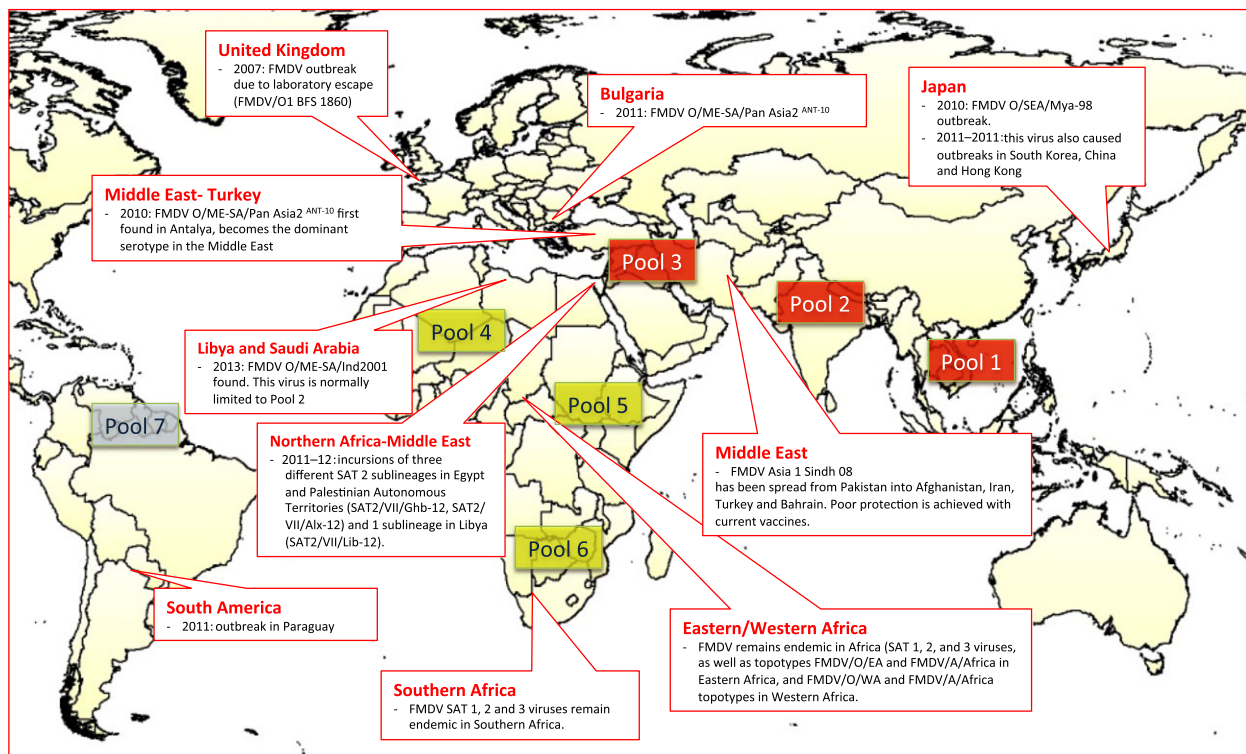 United Kingdom
- 2007: FMDV outbreak
due to laboratory escape
(FMDV/O1 BFS 1860)
Bulgaria
- 2011: FMDV O/ME-SA/Pan Asia2 ANT-10
Japan
- 2010: FMDV O/SEA/Mya-98
outbreak.
- 2011–2011: this virus also caused
outbreaks in South Korea, China
and Hong Kong
Middle East- Turkey
- 2010: FMDV O/ME-SA/Pan Asia2 ANT-10 first
found in Antalya, becomes the dominant
serotype in the Middle East
Pool 3
Pool 2
Pool 4
Pool 1
Libya and Saudi Arabia
- 2013: FMDV O/ME-SA/Ind2001
found. This virus is normally
limited to Pool 2
Pool 5
Pool 7
Northern Africa-Middle East
- 2011–12: incursions of three
different SAT 2 sublineages in Egypt
and Palestinian Autonomous
Territories (SAT2/VII/Ghb-12, SAT2/
VII/Alx-12) and 1 sublineage in Libya
(SAT2/VII/Lib-12).
Middle East
- FMDV Asia 1 Sindh 08
has been spread from Pakistan into Afghanistan, Iran,
Turkey and Bahrain. Poor protection is achieved with
current vaccines.
Pool 6
South America
- 2011: outbreak in Paraguay
Eastern/Western Africa
- FMDV remains endemic in Africa (SAT 1, 2, and 3 viruses,
as well as topotypes FMDV/O/EA and FMDV/A/Africa in
Eastern Africa, and FMDV/O/WA and FMDV/A/Africa
topotypes in Western Africa.
Southern Africa
- FMDV SAT 1, 2 and 3 viruses remain
endemic in Southern Africa.